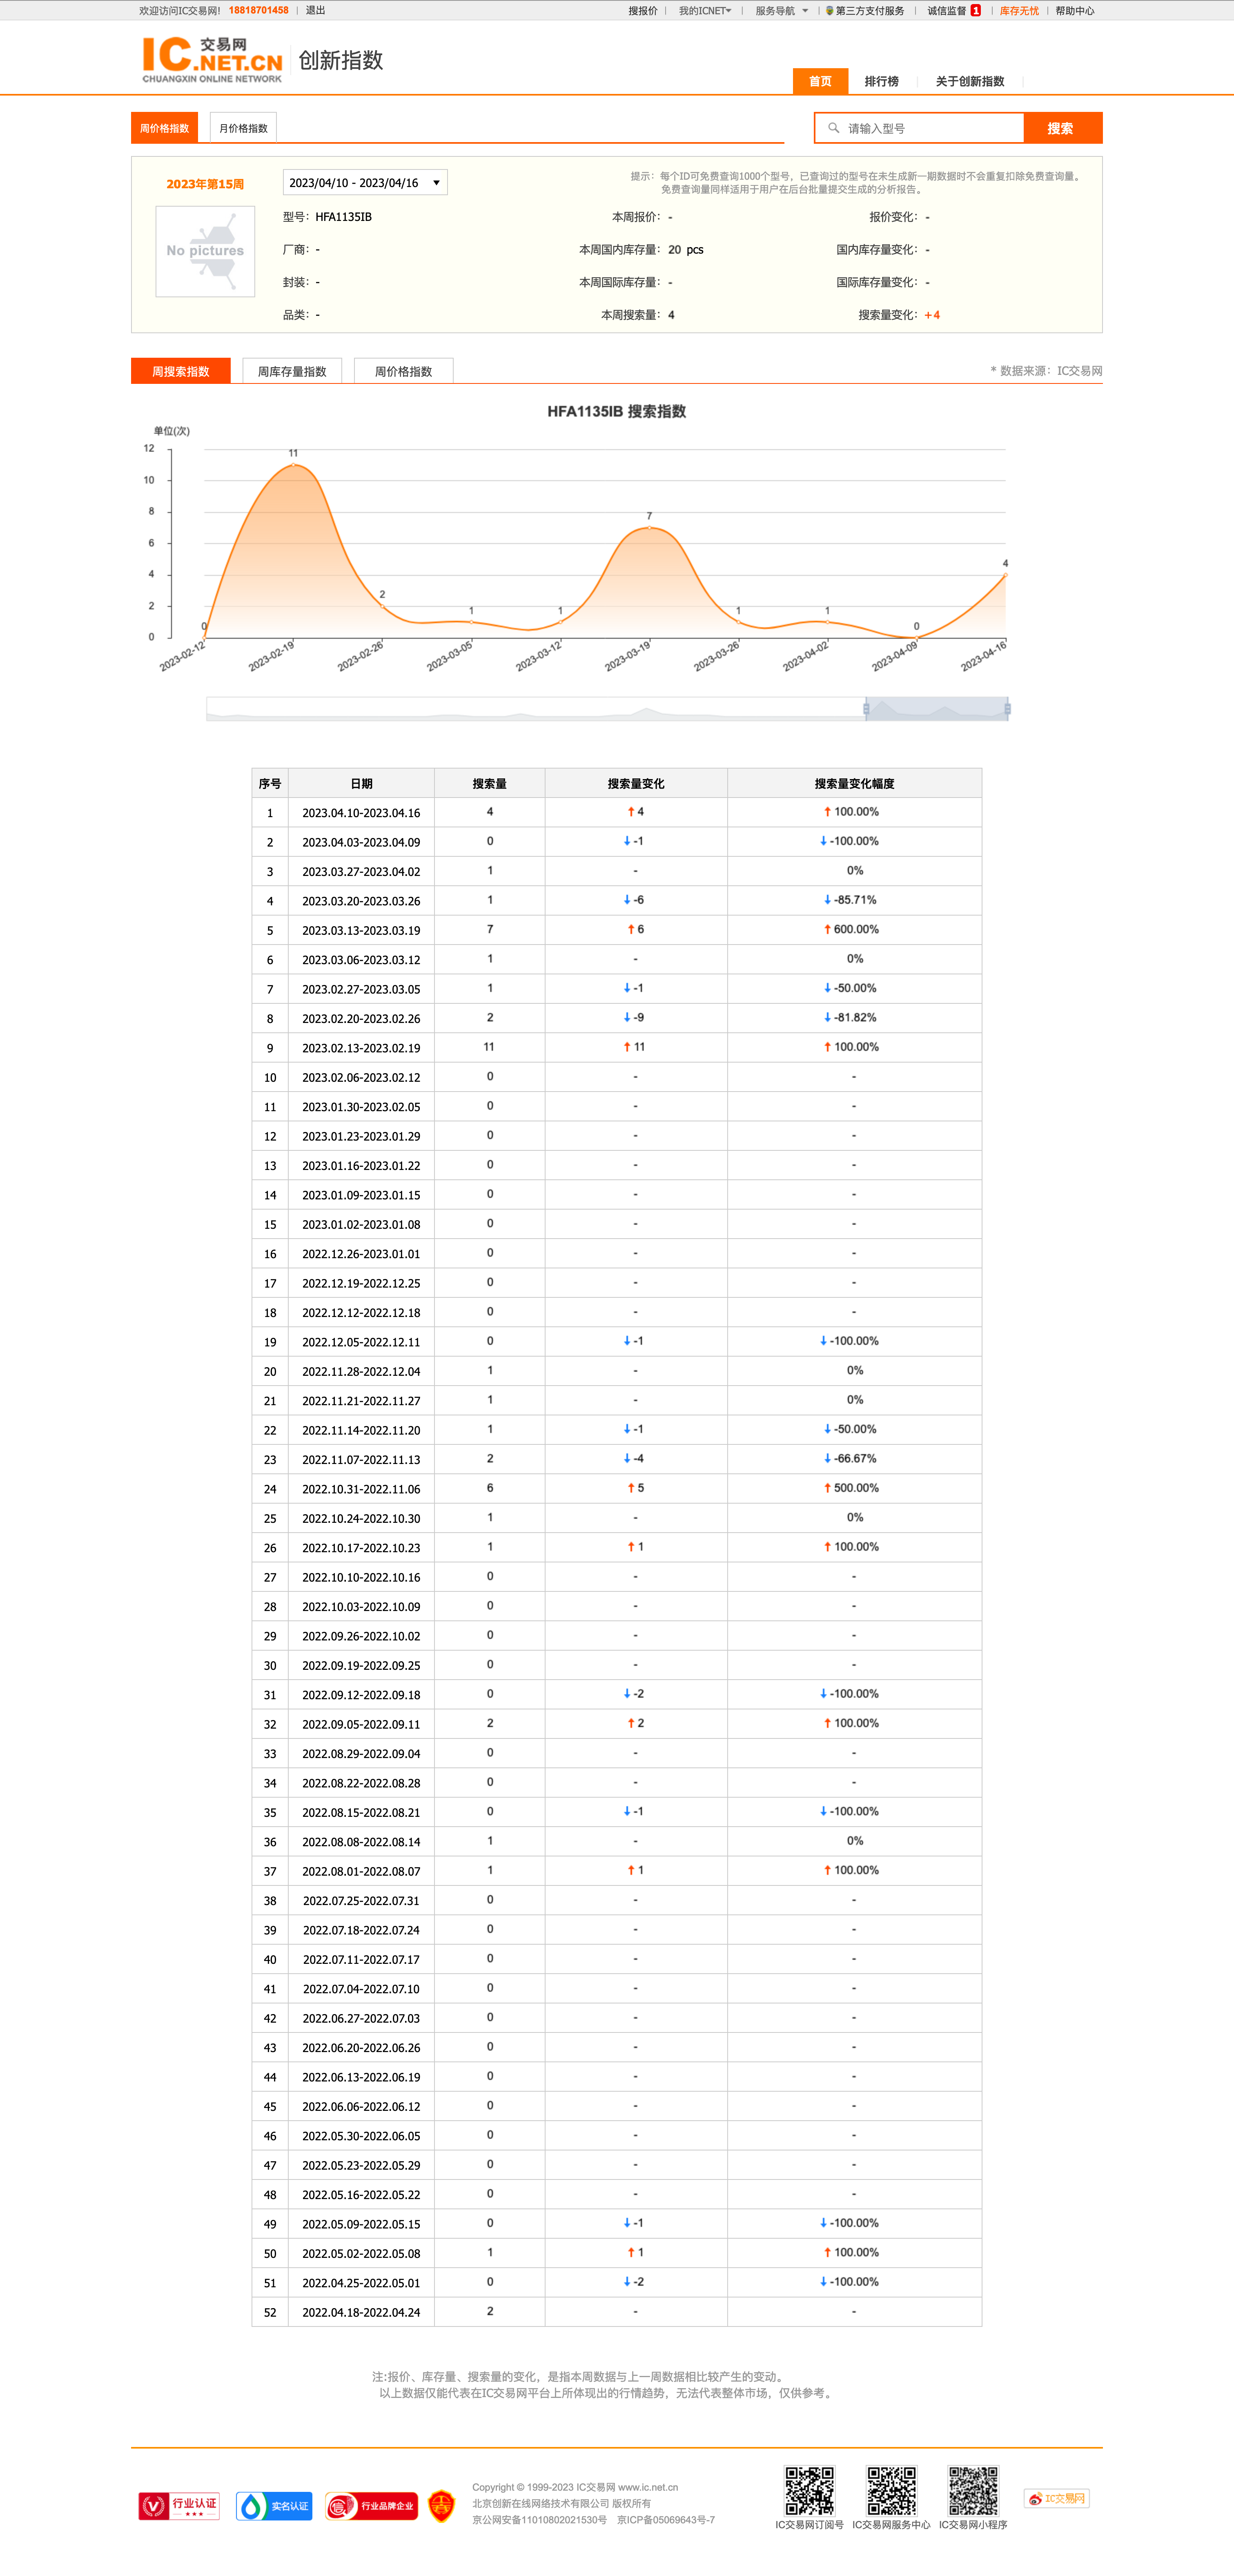 欢迎访问IC交易网! 18818701458 | 退出 搜报价 | 我的ICNET | 服务导航 | 第三方支付服务 | 诚信监督 1 | 库存无忧 | 帮助中心
IC 交易网 .NET.CN
CHUANGXIN ONLINE NETWORK
创新指数
首页 排行榜 关于创新指数
周价格指数 月价格指数 请输入型号 搜索
2023年第15周 2023/04/10 - 2023/04/16
提示：每个ID可免费查询1000个型号，已查询过的型号在未生成新一期数据时不会重复扣除免费查询量。
免费查询量同样适用于用户在后台批量提交生成的分析报告。
No pictures
型号：HFA1135IB 本周报价：- 报价变化：-
厂商：- 本周国内库存量：20 pcs 国内库存量变化：-
封装：- 本周国际库存量：- 国际库存量变化：-
品类：- 本周搜索量：4 搜索量变化：+4
周搜索指数 周库存量指数 周价格指数 * 数据来源：IC交易网
HFA1135IB 搜索指数
单位(次)
12
10
8
6
4
2
0
0 11 2 1 1 7 1 1 0 4
2023-02-12 2023-02-19 2023-02-26 2023-03-05 2023-03-12 2023-03-19 2023-03-26 2023-04-02 2023-04-09 2023-04-16
序号 日期 搜索量 搜索量变化 搜索量变化幅度
1 2023.04.10-2023.04.16 4 ↑4 ↑100.00%
2 2023.04.03-2023.04.09 0 ↓-1 ↓-100.00%
3 2023.03.27-2023.04.02 1 - 0%
4 2023.03.20-2023.03.26 1 ↓-6 ↓-85.71%
5 2023.03.13-2023.03.19 7 ↑6 ↑600.00%
6 2023.03.06-2023.03.12 1 - 0%
7 2023.02.27-2023.03.05 1 ↓-1 ↓-50.00%
8 2023.02.20-2023.02.26 2 ↓-9 ↓-81.82%
9 2023.02.13-2023.02.19 11 ↑11 ↑100.00%
10 2023.02.06-2023.02.12 0 - -
11 2023.01.30-2023.02.05 0 - -
12 2023.01.23-2023.01.29 0 - -
13 2023.01.16-2023.01.22 0 - -
14 2023.01.09-2023.01.15 0 - -
15 2023.01.02-2023.01.08 0 - -
16 2022.12.26-2023.01.01 0 - -
17 2022.12.19-2022.12.25 0 - -
18 2022.12.12-2022.12.18 0 - -
19 2022.12.05-2022.12.11 0 ↓-1 ↓-100.00%
20 2022.11.28-2022.12.04 1 - 0%
21 2022.11.21-2022.11.27 1 - 0%
22 2022.11.14-2022.11.20 1 ↓-1 ↓-50.00%
23 2022.11.07-2022.11.13 2 ↓-4 ↓-66.67%
24 2022.10.31-2022.11.06 6 ↑5 ↑500.00%
25 2022.10.24-2022.10.30 1 - 0%
26 2022.10.17-2022.10.23 1 ↑1 ↑100.00%
27 2022.10.10-2022.10.16 0 - -
28 2022.10.03-2022.10.09 0 - -
29 2022.09.26-2022.10.02 0 - -
30 2022.09.19-2022.09.25 0 - -
31 2022.09.12-2022.09.18 0 ↓-2 ↓-100.00%
32 2022.09.05-2022.09.11 2 ↑2 ↑100.00%
33 2022.08.29-2022.09.04 0 - -
34 2022.08.22-2022.08.28 0 - -
35 2022.08.15-2022.08.21 0 ↓-1 ↓-100.00%
36 2022.08.08-2022.08.14 1 - 0%
37 2022.08.01-2022.08.07 1 ↑1 ↑100.00%
38 2022.07.25-2022.07.31 0 - -
39 2022.07.18-2022.07.24 0 - -
40 2022.07.11-2022.07.17 0 - -
41 2022.07.04-2022.07.10 0 - -
42 2022.06.27-2022.07.03 0 - -
43 2022.06.20-2022.06.26 0 - -
44 2022.06.13-2022.06.19 0 - -
45 2022.06.06-2022.06.12 0 - -
46 2022.05.30-2022.06.05 0 - -
47 2022.05.23-2022.05.29 0 - -
48 2022.05.16-2022.05.22 0 - -
49 2022.05.09-2022.05.15 0 ↓-1 ↓-100.00%
50 2022.05.02-2022.05.08 1 ↑1 ↑100.00%
51 2022.04.25-2022.05.01 0 ↓-2 ↓-100.00%
52 2022.04.18-2022.04.24 2 - -
注:报价、库存量、搜索量的变化，是指本周数据与上一周数据相比较产生的变动。
以上数据仅能代表在IC交易网平台上所体现出的行情趋势，无法代表整体市场，仅供参考。
行业认证 实名认证 信 行业品牌企业
Copyright © 1999-2023 IC交易网 www.ic.net.cn
北京创新在线网络技术有限公司 版权所有
京公网安备11010802021530号 京ICP备05069643号-7
IC交易网订阅号 IC交易网服务中心 IC交易网小程序
IC交易网